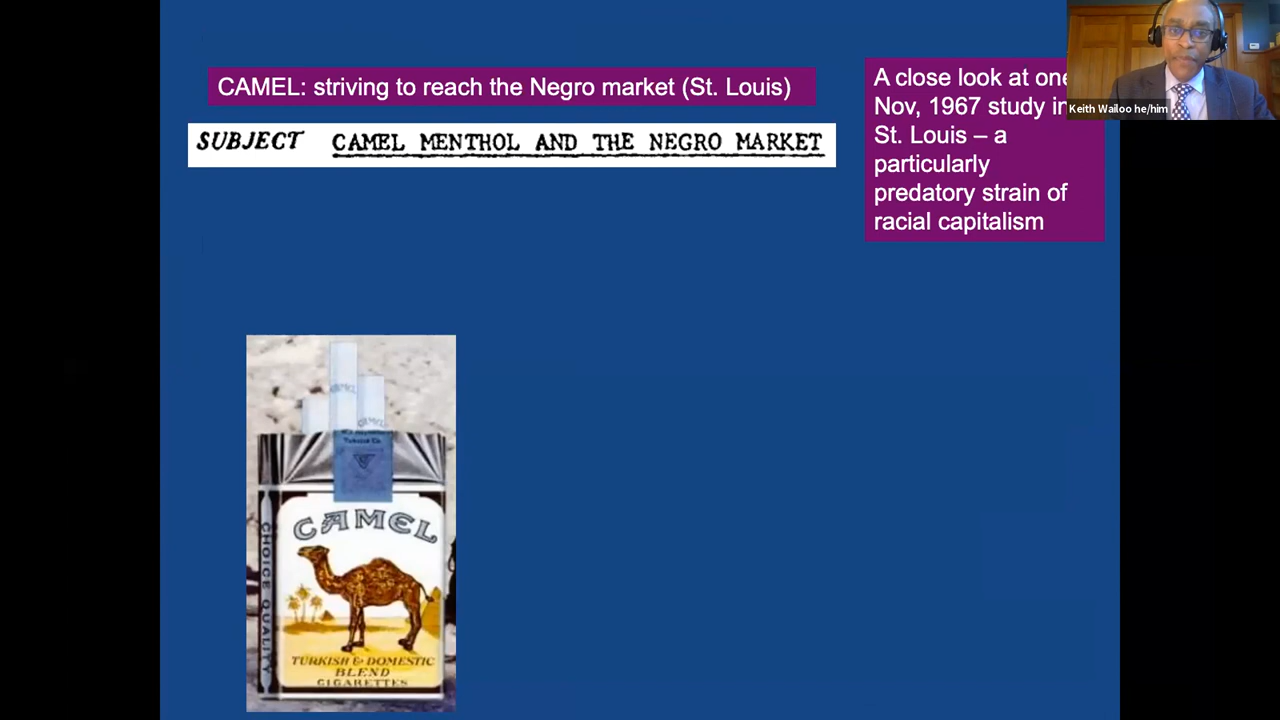 CAMEL: striving to reach the Negro market (St. Louis)
SUBJECT CAMEL MENTHOL AND THE NEGRO MARKET
A close look at one
Nov, 1967 study in
St. Louis – a
particularly
predatory strain of
racial capitalism
Keith Wailoo he/him
CAMEL
CHOICE QUALITY
TURKISH & DOMESTIC
BLEND
CIGARETTES